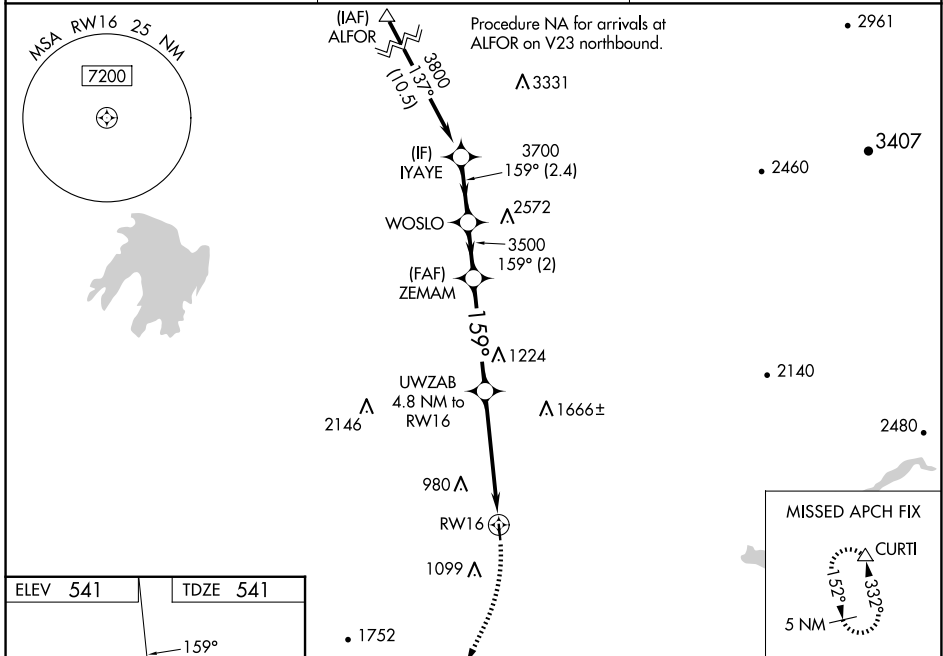 MSA RW16 25 NM
7200
(IAF)
ALFOR
Procedure NA for arrivals at
ALFOR on V23 northbound.
2961
3800
137°
(10.5)
3331
3407
(IF)
IYAYE
3700
159° (2.4)
2460
WOSLO
2572
3500
159° (2)
(FAF)
ZEMAM
159°
1224
2140
UWZAB
4.8 NM to
RW16
2146
1666±
2480
980
RW16
MISSED APCH FIX
CURTI
152°
332°
5 NM
1099
ELEV 541
TDZE 541
159°
1752